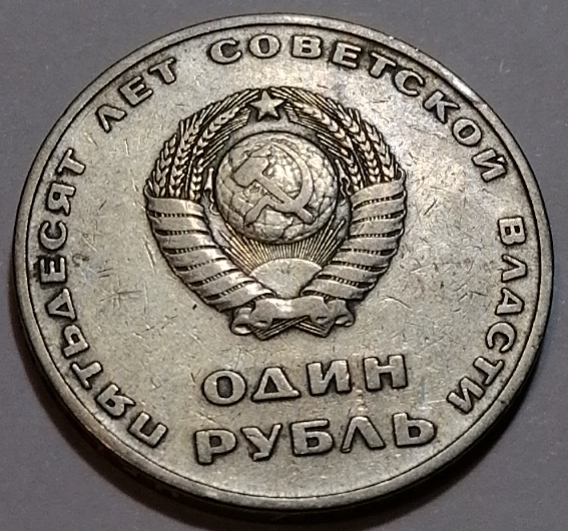 ПЯТЬДЕСЯТ ЛЕТ СОВЕТСКОЙ ВЛАСТИ
ОДИН
РУБЛЬ